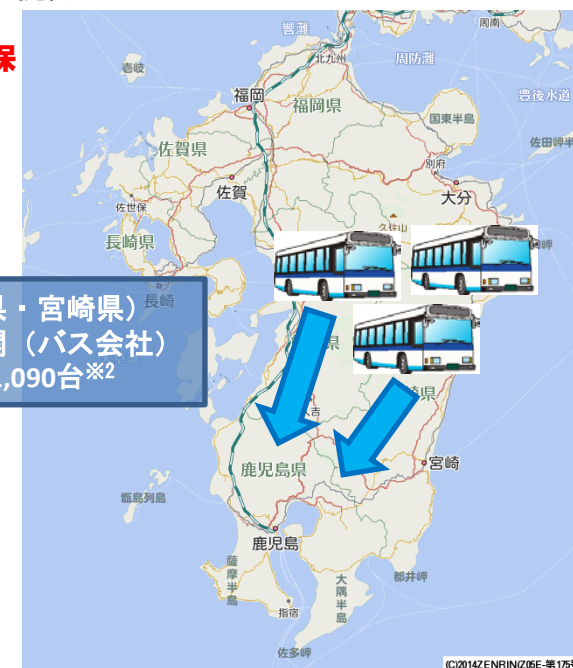 保
響灘
周南
北九州
周防灘
壱岐
福岡
福岡県
豊後水道
国東半島
佐賀県
佐田岬半
別府
佐賀
大分
佐世保
久住山
長崎県
岬
県・宮崎県）
長崎
関（バス会社）
,090台※2
県
崎県
吉
宮崎
鹿児島県
甑島列島
鹿児島
薩摩半島
大隅半島
都井岬
指宿
佐多岬
(C)2014ZENRIN(Z05E-第175